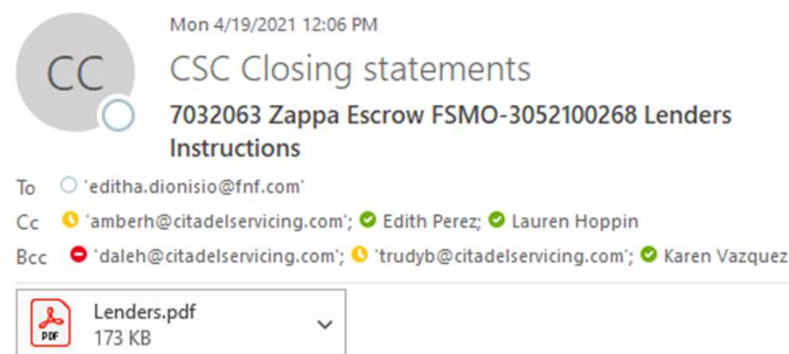 Mon 4/19/2021 12:06 PM
CC
CSC Closing statements
7032063 Zappa Escrow FSMO-3052100268 Lenders
Instructions
To 'editha.dionisio@fnf.com'
Cc 'amberh@citadelservicing.com'; Edith Perez; Lauren Hoppin
Bcc 'daleh@citadelservicing.com'; 'trudyb@citadelservicing.com'; Karen Vazquez
PDF
Lenders.pdf
173 KB